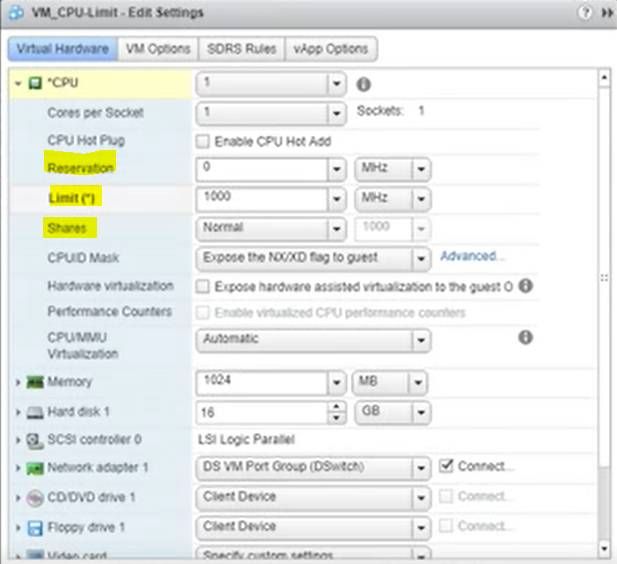 VM_CPU-Limit - Edit Settings
Virtual Hardware VM Options SDRS Rules vApp Options
*CPU 1
Cores per Socket 1 Sockets: 1
CPU Hot Plug Enable CPU Hot Add
Reservation 0 MHz
Limit (*) 1000 MHz
Shares Normal 1000
CPUID Mask Expose the NX/XD flag to guest Advanced...
Hardware virtualization Expose hardware assisted virtualization to the guest O
Performance Counters Enable virtualized CPU performance counters
CPU/MMU Automatic
Virtualization
Memory 1024 MB
Hard disk 1 16 GB
SCSI controller 0 LSI Logic Parallel
Network adapter 1 DS VM Port Group (DSwitch) Connect...
CD/DVD drive 1 Client Device Connect...
Floppy drive 1 Client Device Connect...
Video card Specify custom settings